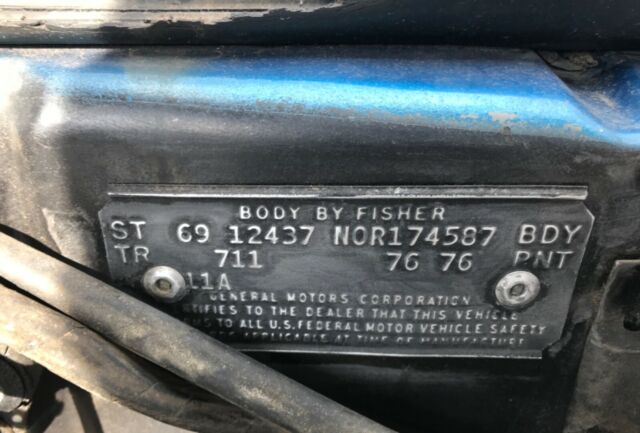 BODY BY FISHER
ST 69 12437 NOR174587 BDY
TR 711 76 76 PNT
11A
GENERAL MOTORS CORPORATION
TO THE DEALER THAT THIS VEHICLE
TO ALL U.S. FEDERAL MOTOR VEHICLE SAFETY
APPLICABLE AT TIME OF MANUFACTURE